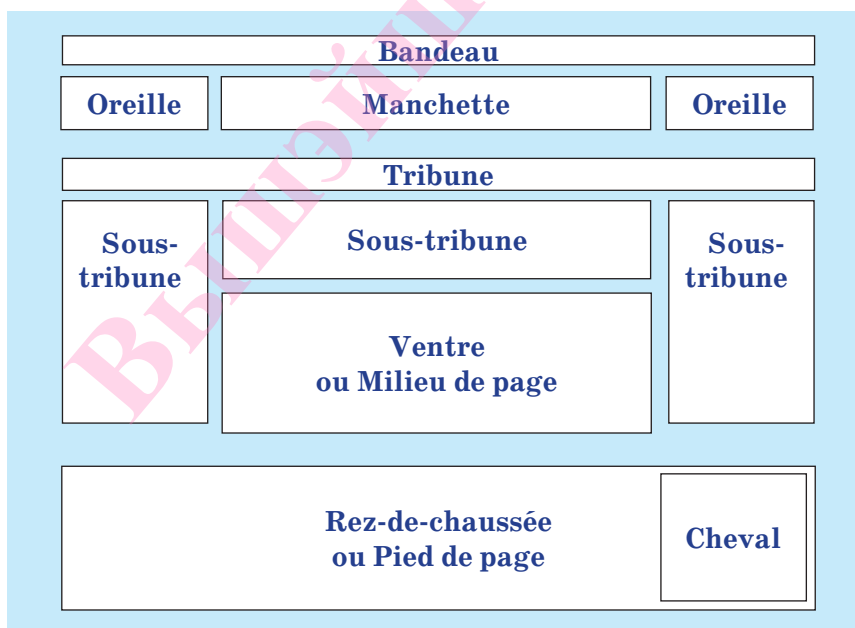 Bandeau
Oreille
Manchette
Oreille
Tribune
Sous-
tribune
Sous-tribune
Sous-
tribune
Ventre
ou Milieu de page
Rez-de-chaussée
ou Pied de page
Cheval